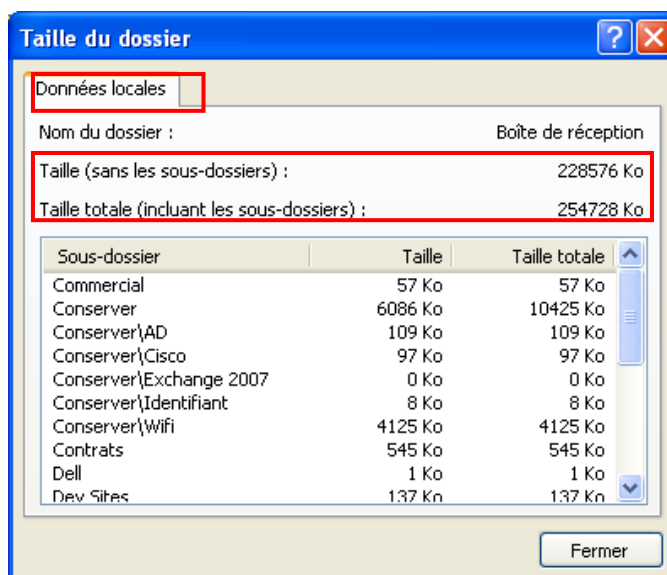 Taille du dossier
Données locales
Nom du dossier : Boîte de réception
Taille (sans les sous-dossiers) : 228576 Ko
Taille totale (incluant les sous-dossiers) : 254728 Ko
Sous-dossier Taille Taille totale
Commercial 57 Ko 57 Ko
Conserver 6086 Ko 10425 Ko
Conserver\AD 109 Ko 109 Ko
Conserver\Cisco 97 Ko 97 Ko
Conserver\Exchange 2007 0 Ko 0 Ko
Conserver\Identifiant 8 Ko 8 Ko
Conserver\Wifi 4125 Ko 4125 Ko
Contrats 545 Ko 545 Ko
Dell 1 Ko 1 Ko
Dev Sites 137 Ko 137 Ko
Fermer